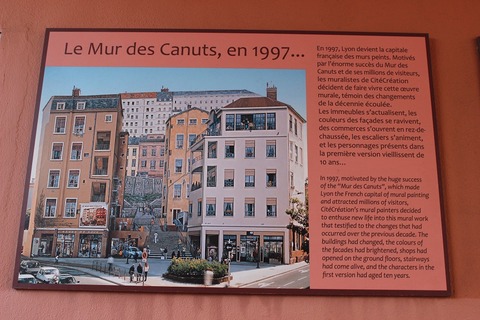 Le Mur des Canuts, en 1997...
En 1997, Lyon devient la capitale
française des murs peints. Motivés
par l'énorme succès du Mur des
Canuts et de ses millions de visiteurs,
les muralistes de CitéCréation
décident de faire vivre cette œuvre
murale, témoin des changements
de la décennie écoulée.
Les immeubles s'actualisent, les
couleurs des façades se ravivent,
des commerces s'ouvrent en rez-de-
chaussée, les escaliers s'animent,
et les personnages présents dans
la première version vieillissent de
10 ans...
In 1997, motivated by the huge success
of the "Mur des Canuts", which made
Lyon the French capital of mural painting
and attracted millions of visitors,
CitéCréation's mural painters decided
to enthuse new life into this mural work
that testified to the changes that had
occurred over the previous decade. The
buildings had changed, the colours of
the facades had brightened, shops had
opened on the ground floors, stairways
had come alive, and the characters in the
first version had aged ten years.